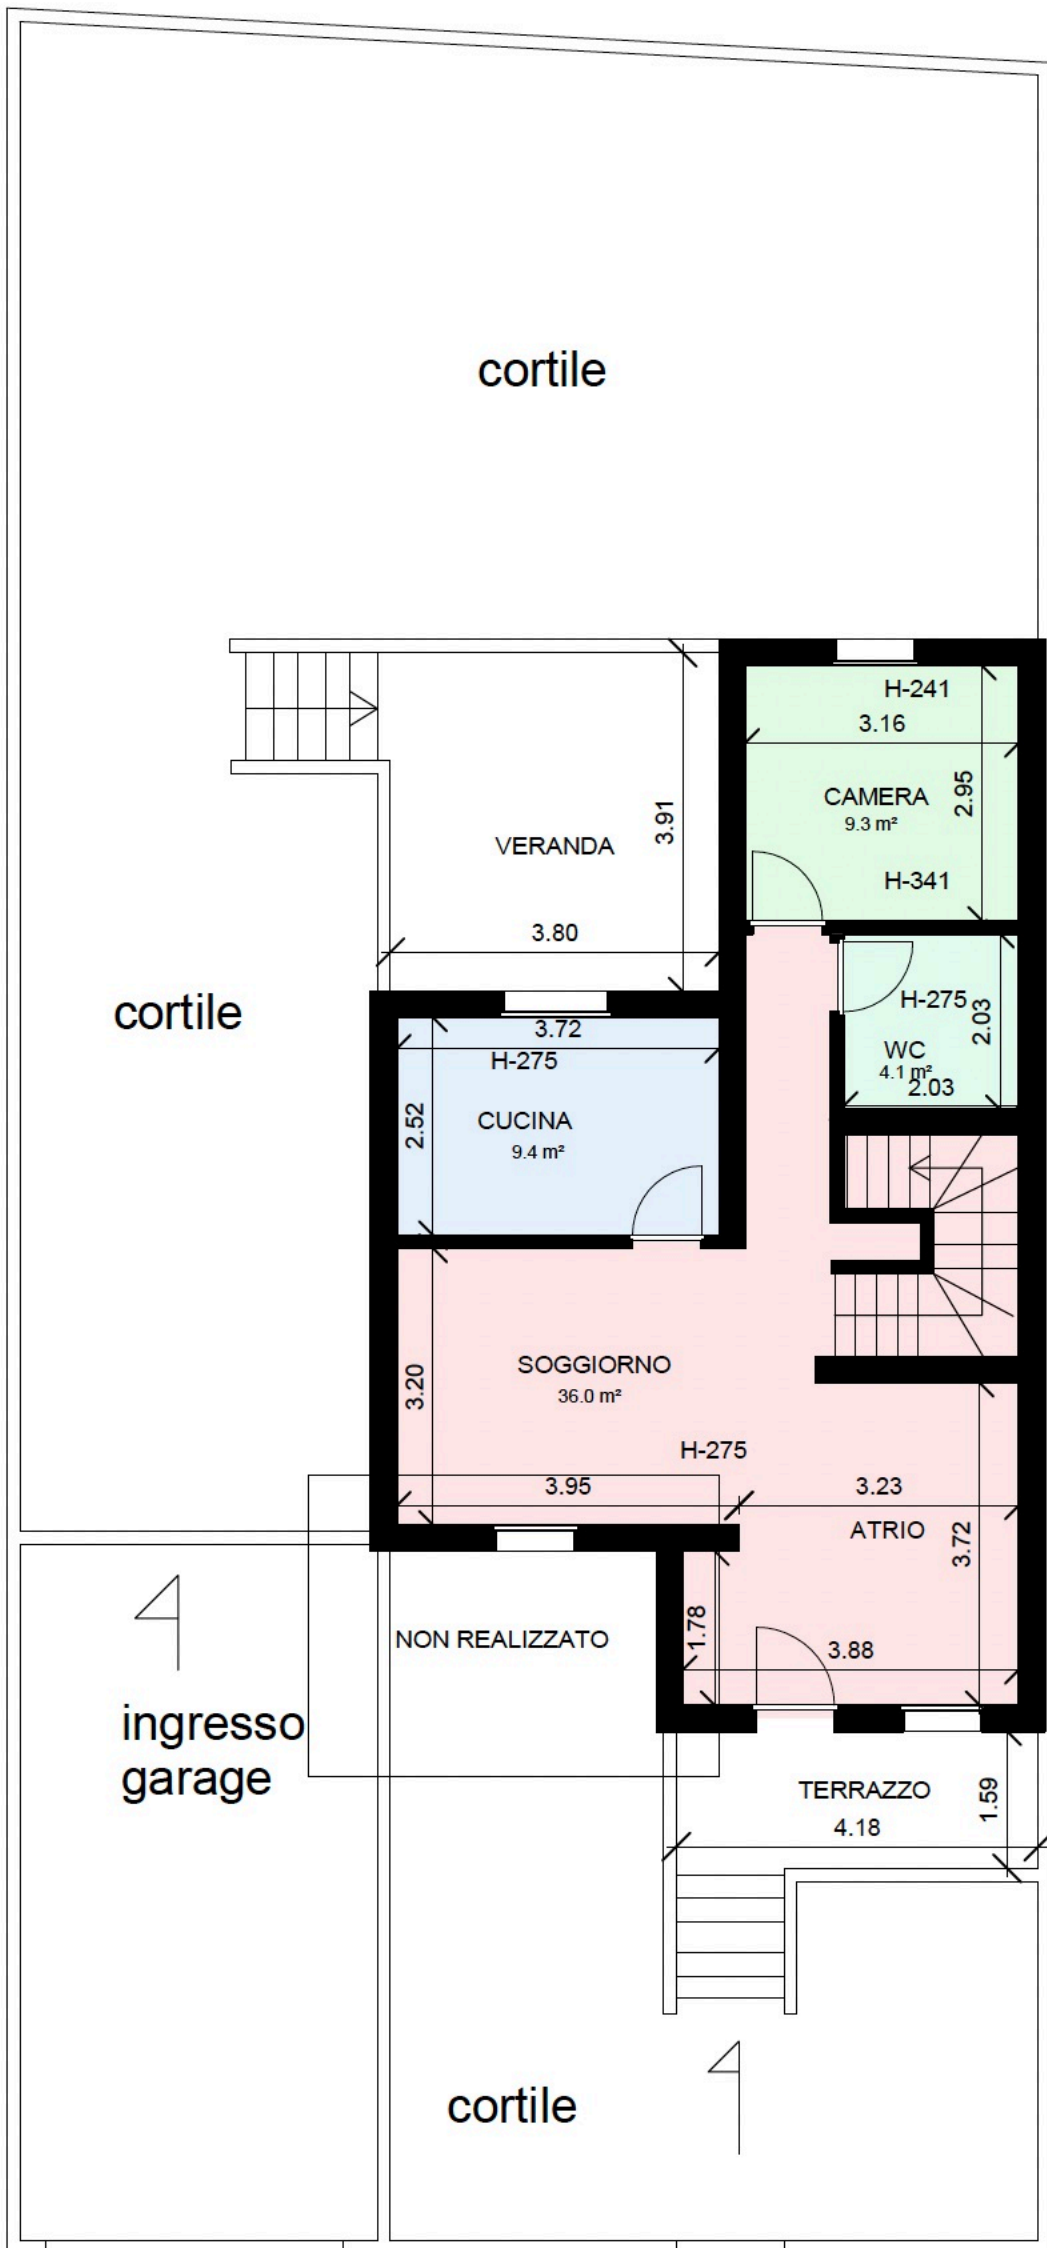 cortile
H-241
3.16
CAMERA
9.3 m²
2.95
H-341
VERANDA
3.91
3.80
cortile
3.72
H-275
CUCINA
9.4 m²
2.52
H-275
2.03
WC
4.1 m²
2.03
SOGGIORNO
36.0 m²
3.20
H-275
3.95
3.23
ATRIO
3.72
NON REALIZZATO
1.78
3.88
ingresso
garage
TERRAZZO
4.18
1.59
cortile